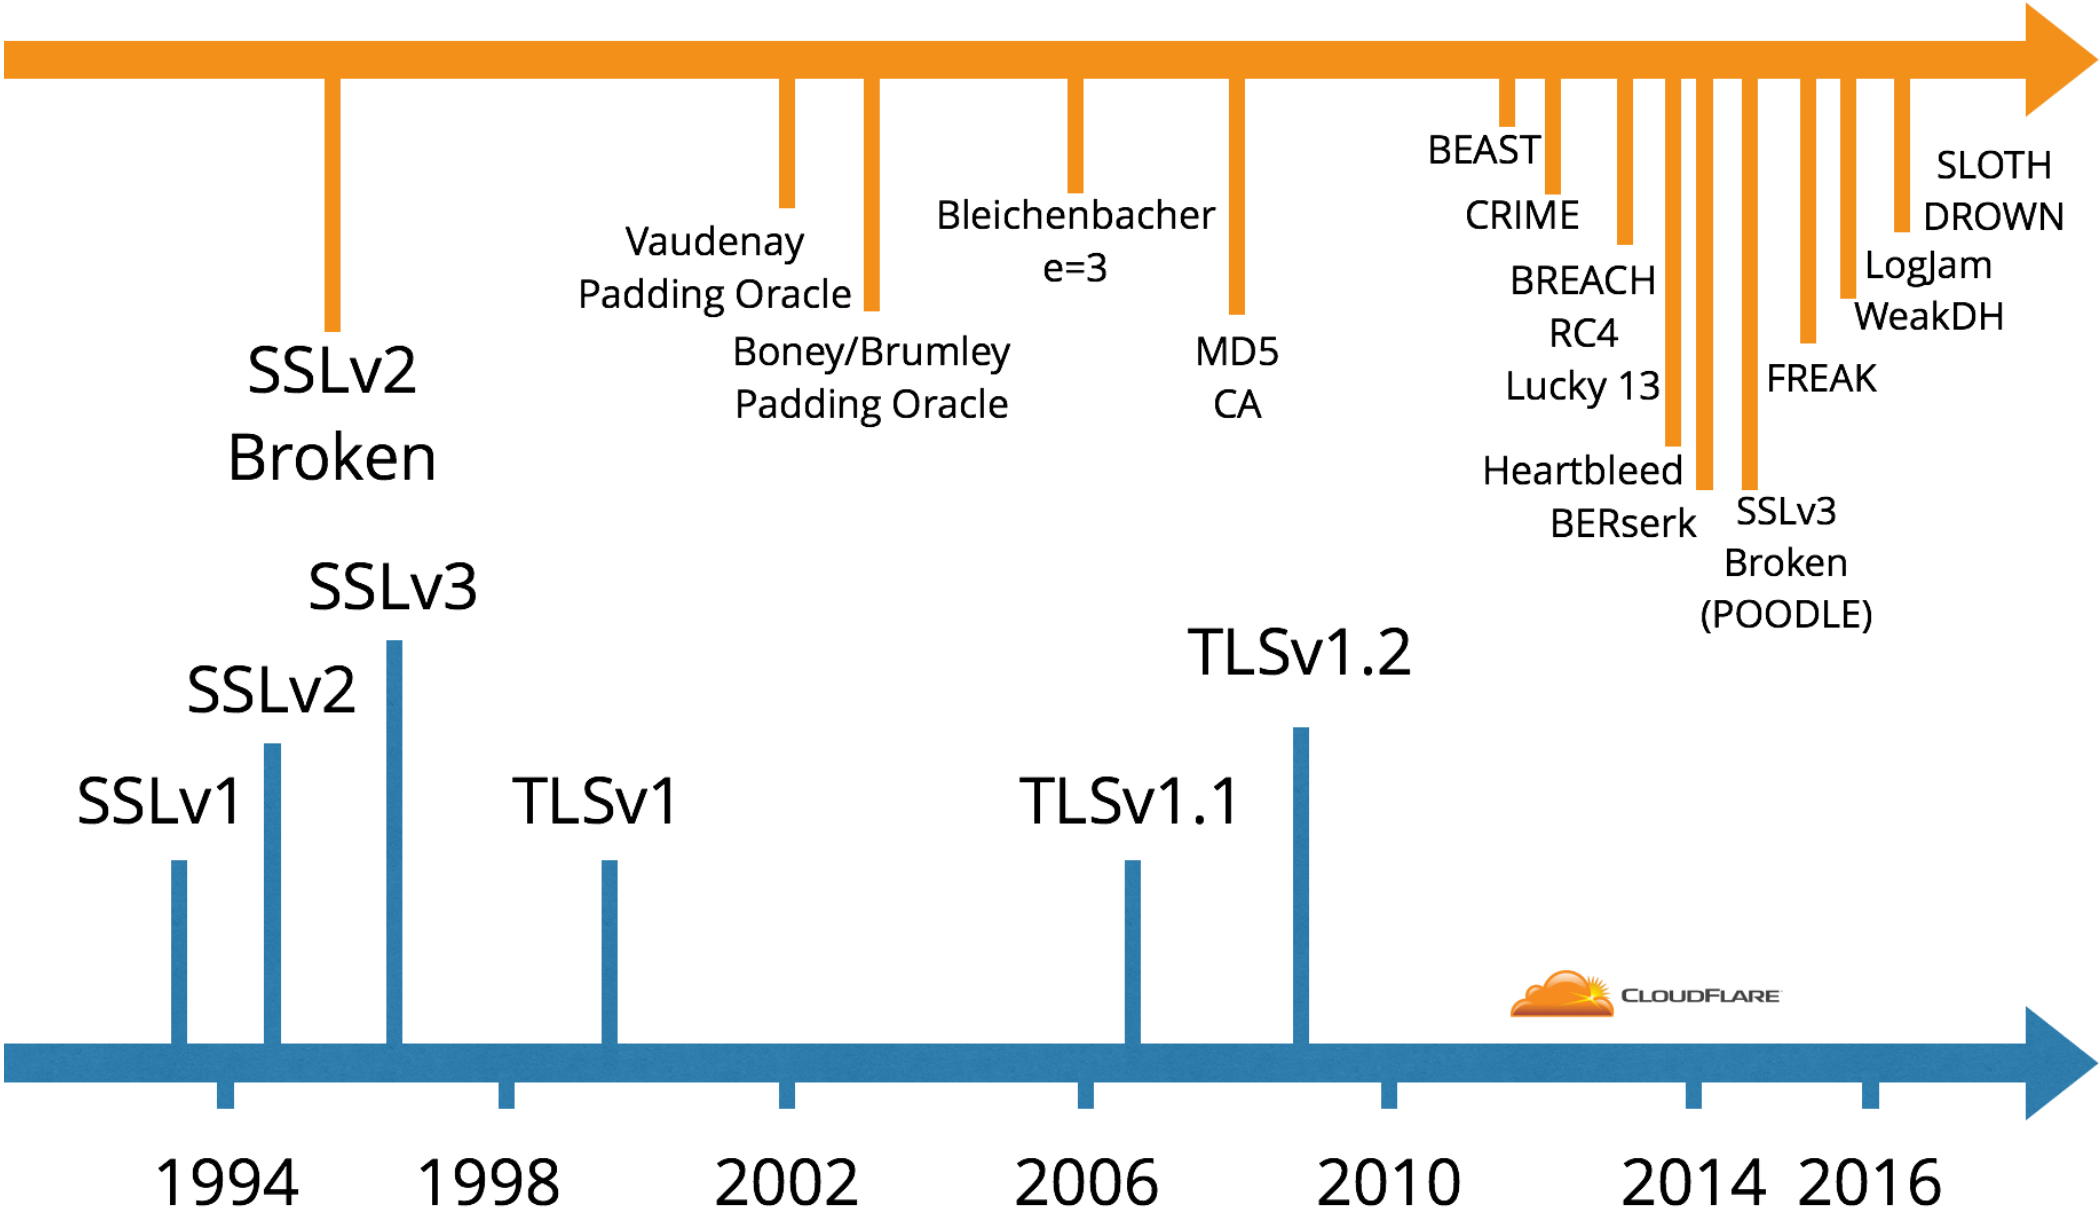 BEAST
SLOTH
DROWN
CRIME
Bleichenbacher
e=3
Vaudenay
Padding Oracle
LogJam
WeakDH
BREACH
RC4
Lucky 13
Boney/Brumley
Padding Oracle
MD5
CA
SSLv2
Broken
FREAK
Heartbleed
BERserk
SSLv3
Broken
(POODLE)
SSLv3
SSLv2
SSLv1
TLSv1
TLSv1.1
TLSv1.2
CLOUDFLARE
1994
1998
2002
2006
2010
2014
2016